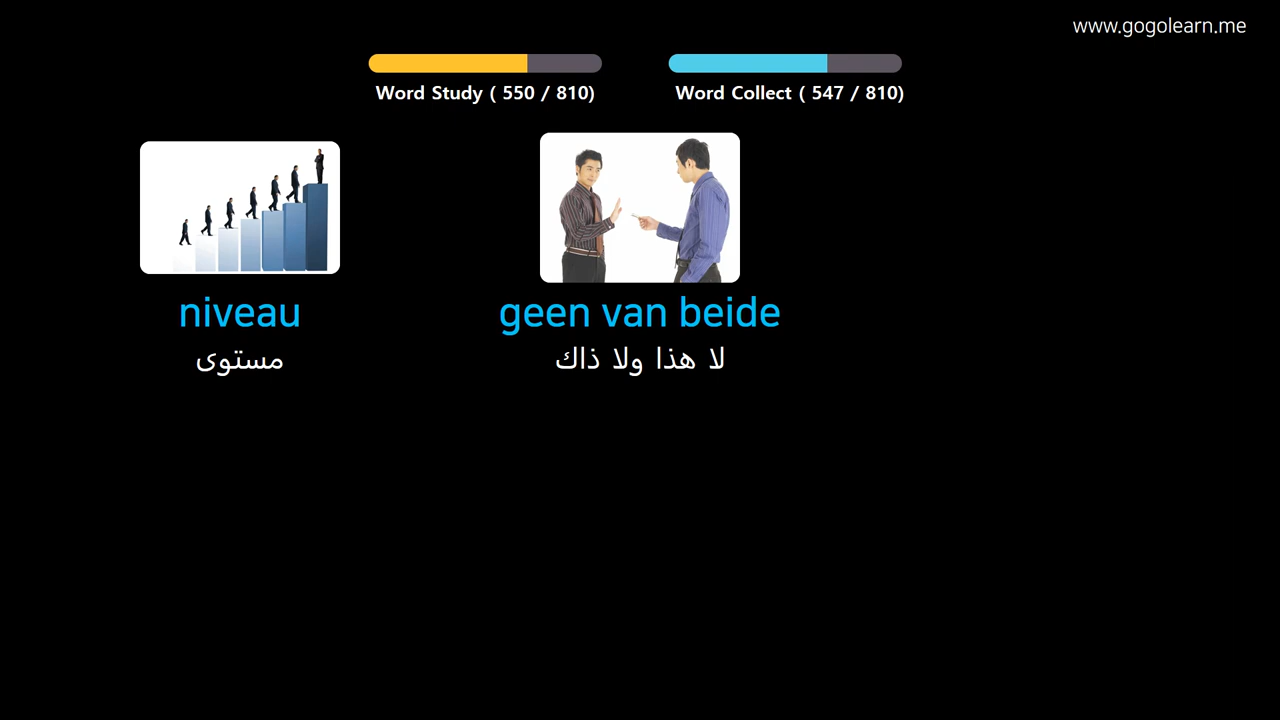 www.gogolearn.me
Word Study ( 550 / 810)
Word Collect ( 547 / 810)
niveau
مستوى
geen van beide
لا هذا ولا ذاك